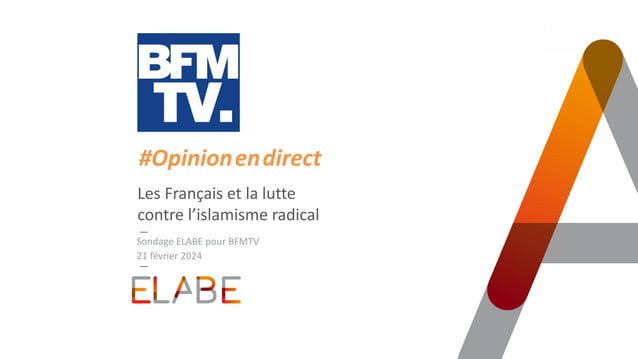 BFM
TV.
#Opinion en direct
Les Français et la lutte
contre l’islamisme radical
Sondage ELABE pour BFMTV
21 février 2024
ELABE